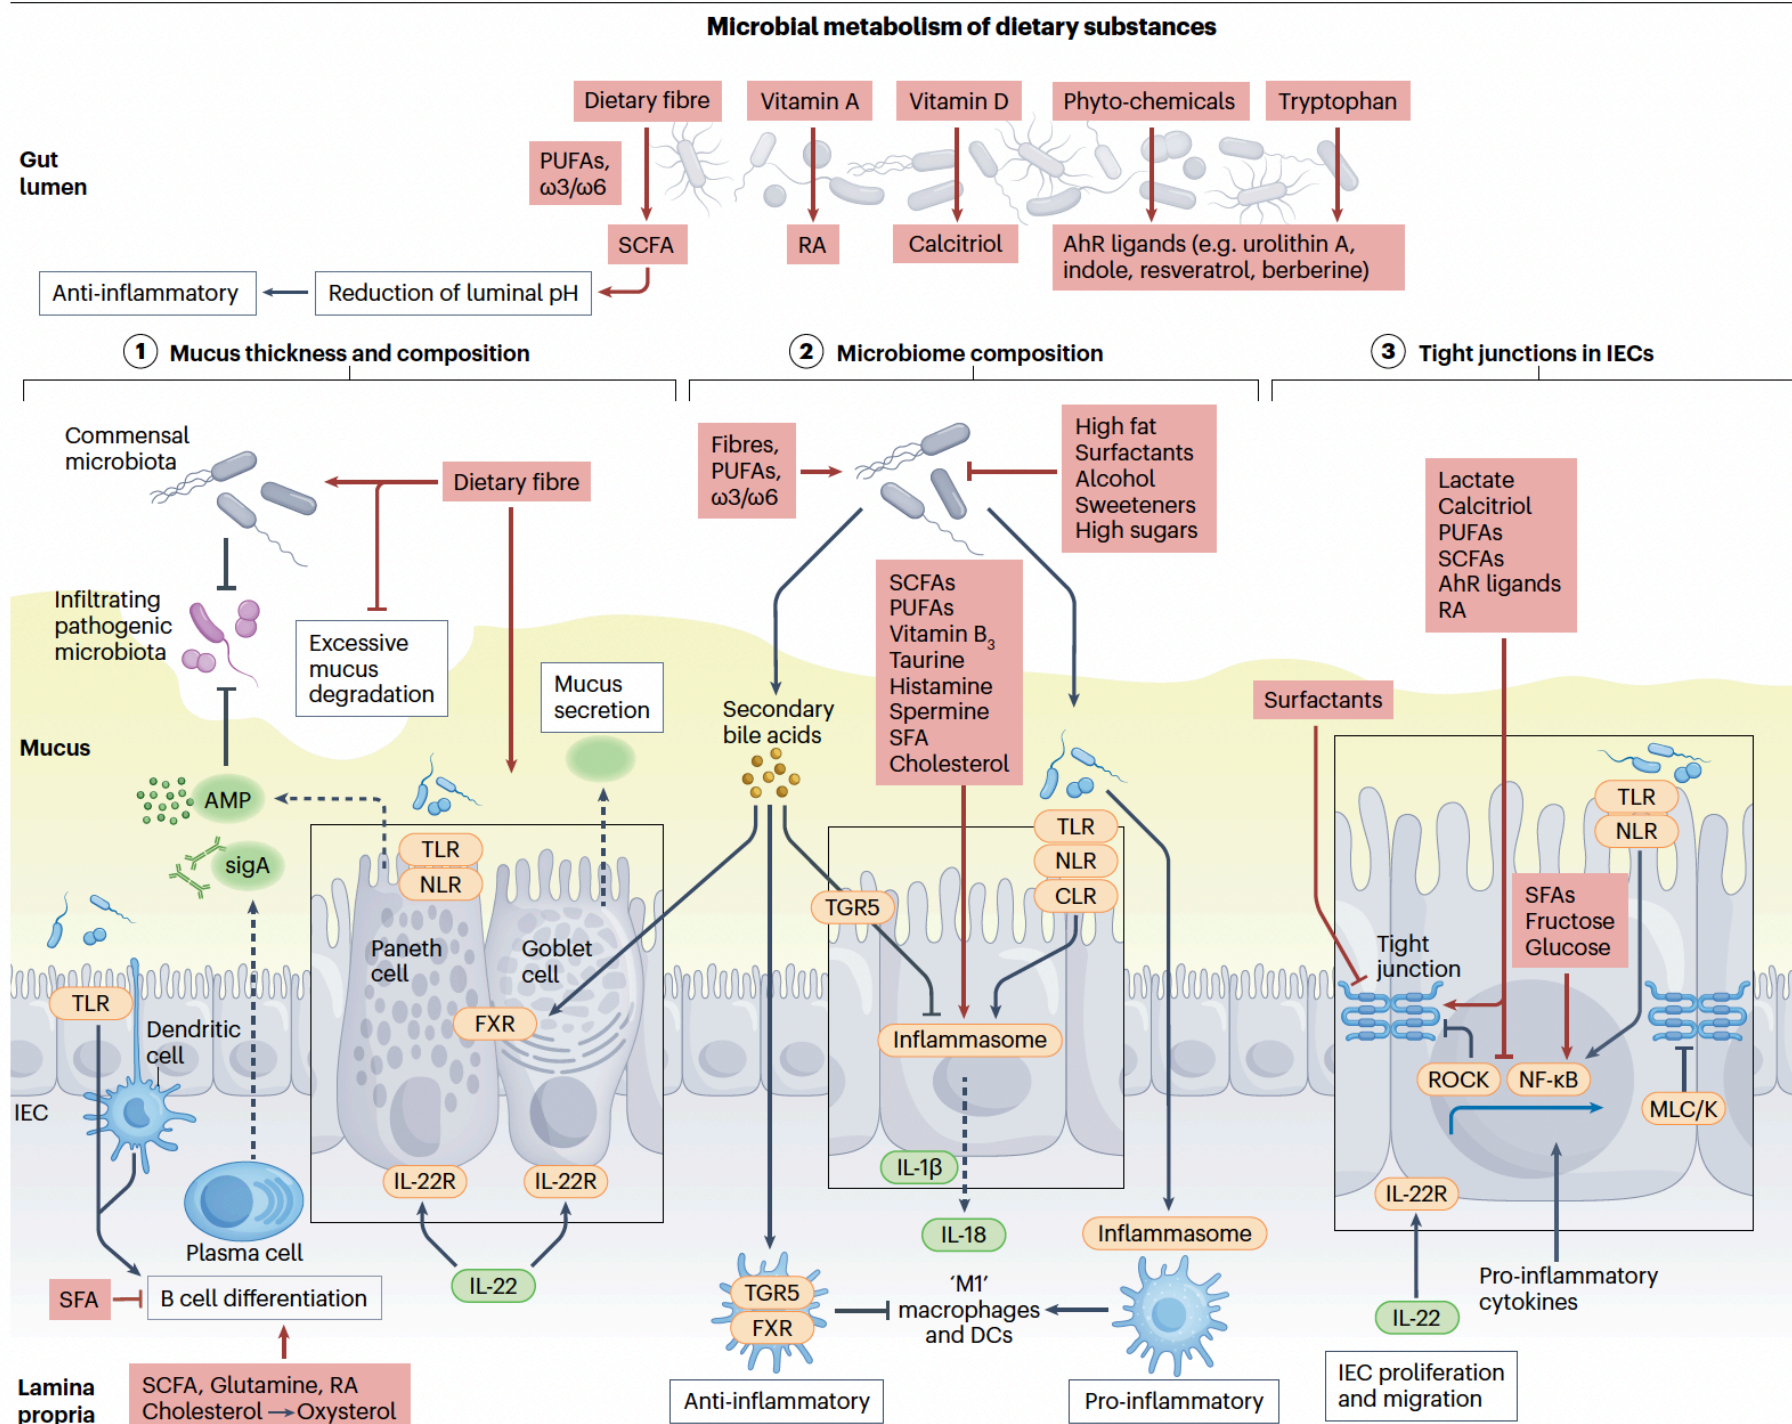 Microbial metabolism of dietary substances
Gut
lumen
Dietary fibre
Vitamin A
Vitamin D
Phyto-chemicals
Tryptophan
PUFAs,
ω3/ω6
SCFA
RA
Calcitriol
AhR ligands (e.g. urolithin A,
indole, resveratrol, berberine)
Anti-inflammatory
Reduction of luminal pH
1 Mucus thickness and composition
Commensal
microbiota
Dietary fibre
Infiltrating
pathogenic
microbiota
Excessive
mucus
degradation
Mucus
secretion
Mucus
AMP
sigA
TLR
NLR
Paneth
cell
Goblet
cell
FXR
TLR
Dendritic
cell
IEC
Plasma cell
IL-22R
IL-22R
IL-22
SFA
B cell differentiation
Lamina
propria
SCFA, Glutamine, RA
Cholesterol → Oxysterol
2 Microbiome composition
Fibres,
PUFAs,
ω3/ω6
High fat
Surfactants
Alcohol
Sweeteners
High sugars
SCFAs
PUFAs
Vitamin B3
Taurine
Histamine
Spermine
SFA
Cholesterol
Secondary
bile acids
TLR
NLR
CLR
TGR5
Inflammasome
IL-1β
IL-18
Inflammasome
TGR5
FXR
‘M1’
macrophages
and DCs
Anti-inflammatory
Pro-inflammatory
3 Tight junctions in IECs
Lactate
Calcitriol
PUFAs
SCFAs
AhR ligands
RA
Surfactants
TLR
NLR
SFAs
Fructose
Glucose
Tight
junction
ROCK
NF-κB
MLC/K
IL-22R
IL-22
Pro-inflammatory
cytokines
IEC proliferation
and migration